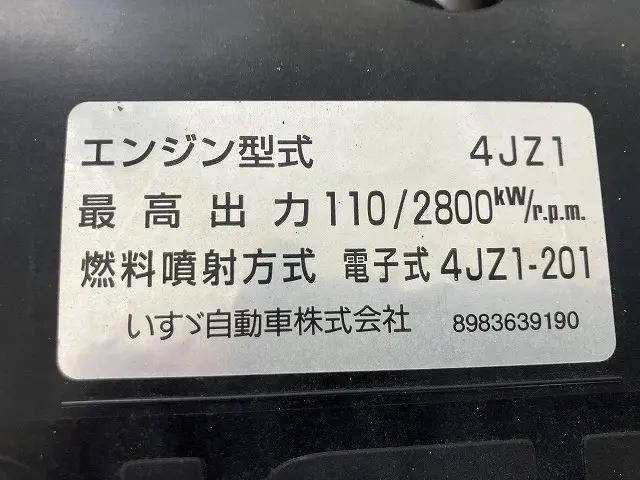 エンジン型式 4JZ1
最高出力 110/2800kW/r.p.m.
燃料噴射方式 電子式 4JZ1-201
いすゞ自動車株式会社 8983639190